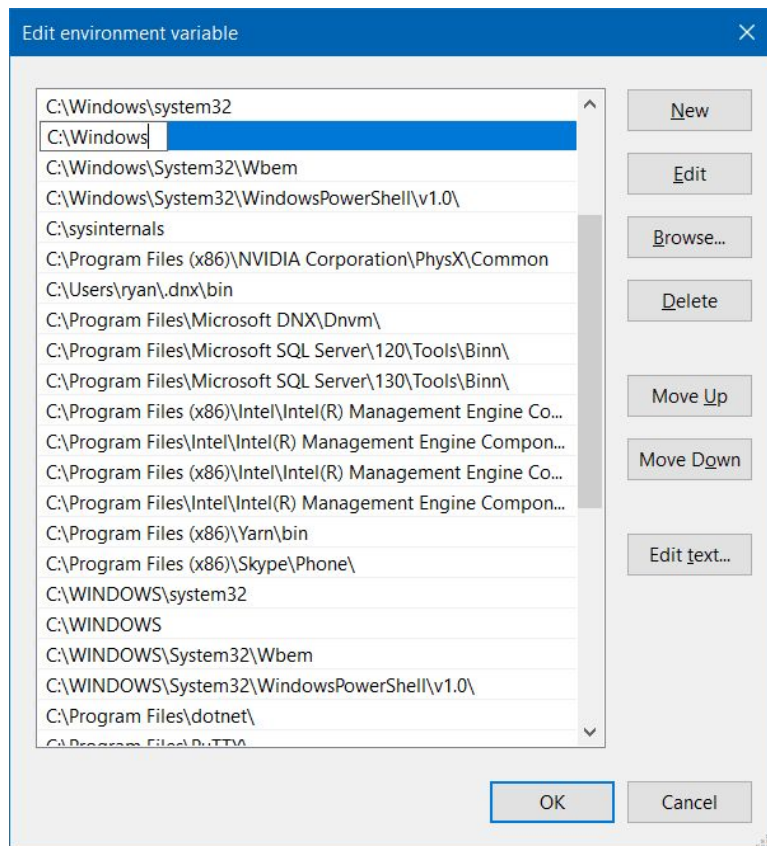 Edit environment variable
C:\Windows\system32
C:\Windows
C:\Windows\System32\Wbem
C:\Windows\System32\WindowsPowerShell\v1.0\
C:\sysinternals
C:\Program Files (x86)\NVIDIA Corporation\PhysX\Common
C:\Users\ryan\.dnx\bin
C:\Program Files\Microsoft DNX\Dnvm\
C:\Program Files\Microsoft SQL Server\120\Tools\Binn\
C:\Program Files\Microsoft SQL Server\130\Tools\Binn\
C:\Program Files (x86)\Intel\Intel(R) Management Engine Co...
C:\Program Files\Intel\Intel(R) Management Engine Compon...
C:\Program Files (x86)\Intel\Intel(R) Management Engine Co...
C:\Program Files\Intel\Intel(R) Management Engine Compon...
C:\Program Files (x86)\Yarn\bin
C:\Program Files (x86)\Skype\Phone\
C:\WINDOWS\system32
C:\WINDOWS
C:\WINDOWS\System32\Wbem
C:\WINDOWS\System32\WindowsPowerShell\v1.0\
C:\Program Files\dotnet\
C:\Program Files\PuTTY\
New
Edit
Browse...
Delete
Move Up
Move Down
Edit text...
OK
Cancel